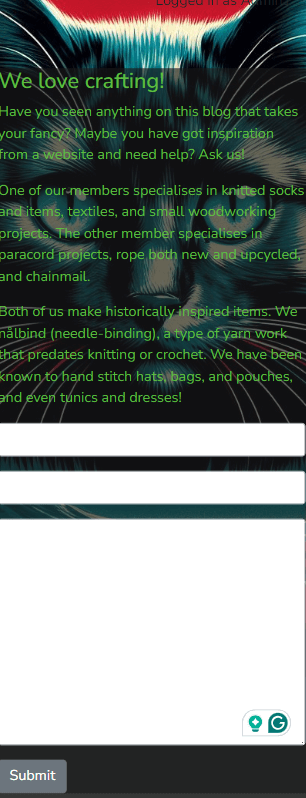 Logged in as Admin
We love crafting!
Have you seen anything on this blog that takes
your fancy? Maybe you have got inspiration
from a website and need help? Ask us!
One of our members specialises in knitted socks
and items, textiles, and small woodworking
projects. The other member specialises in
paracord projects, rope both new and upcycled,
and chainmail.
Both of us make historically inspired items. We
nålbind (needle-binding), a type of yarn work
that predates knitting or crochet. We have been
known to hand stitch hats, bags, and pouches,
and even tunics and dresses!
Submit